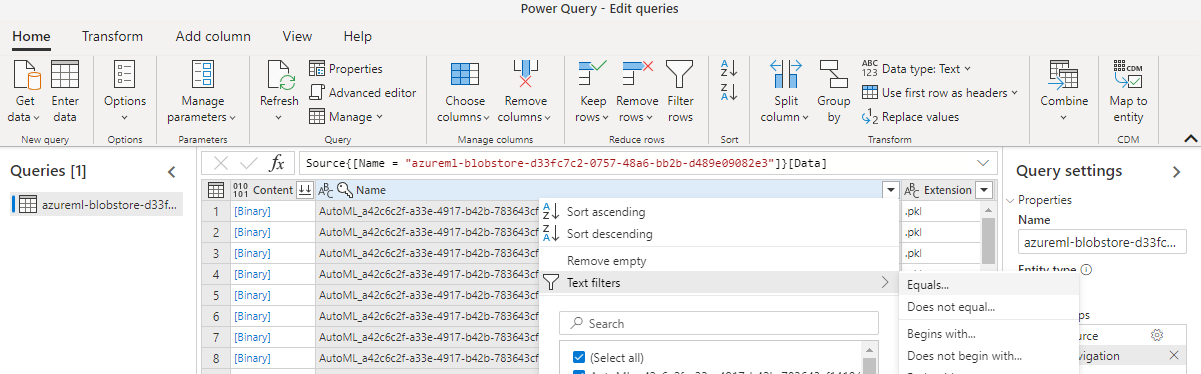 Power Query - Edit queries
Home Transform Add column View Help
Get data Enter data Options Manage parameters Refresh Properties Advanced editor Manage Choose columns Remove columns Keep rows Remove rows Filter rows Split column Group by Data type: Text Use first row as headers Replace values Combine Map to entity
New query Options Parameters Query Manage columns Reduce rows Sort Transform CDM
Queries [1]
azureml-blobstore-d33f...
fx Source{[Name = "azureml-blobstore-d33fc7c2-0757-48a6-bb2b-d489e09082e3"]}[Data]
Content Name Extension
1 [Binary] AutoML_a42c6c2f-a33e-4917-b42b-783643cf .pkl
2 [Binary] AutoML_a42c6c2f-a33e-4917-b42b-783643cf .pkl
3 [Binary] AutoML_a42c6c2f-a33e-4917-b42b-783643cf .pkl
4 [Binary] AutoML_a42c6c2f-a33e-4917-b42b-783643cf
5 [Binary] AutoML_a42c6c2f-a33e-4917-b42b-783643cf
6 [Binary] AutoML_a42c6c2f-a33e-4917-b42b-783643cf
7 [Binary] AutoML_a42c6c2f-a33e-4917-b42b-783643cf
8 [Binary] AutoML_a42c6c2f-a33e-4917-b42b-783643cf
Sort ascending
Sort descending
Remove empty
Text filters
Search
(Select all)
Equals...
Does not equal...
Begins with...
Does not begin with...
Query settings
Properties
Name
azureml-blobstore-d33fc...
Entity type
ps
urce
vigation